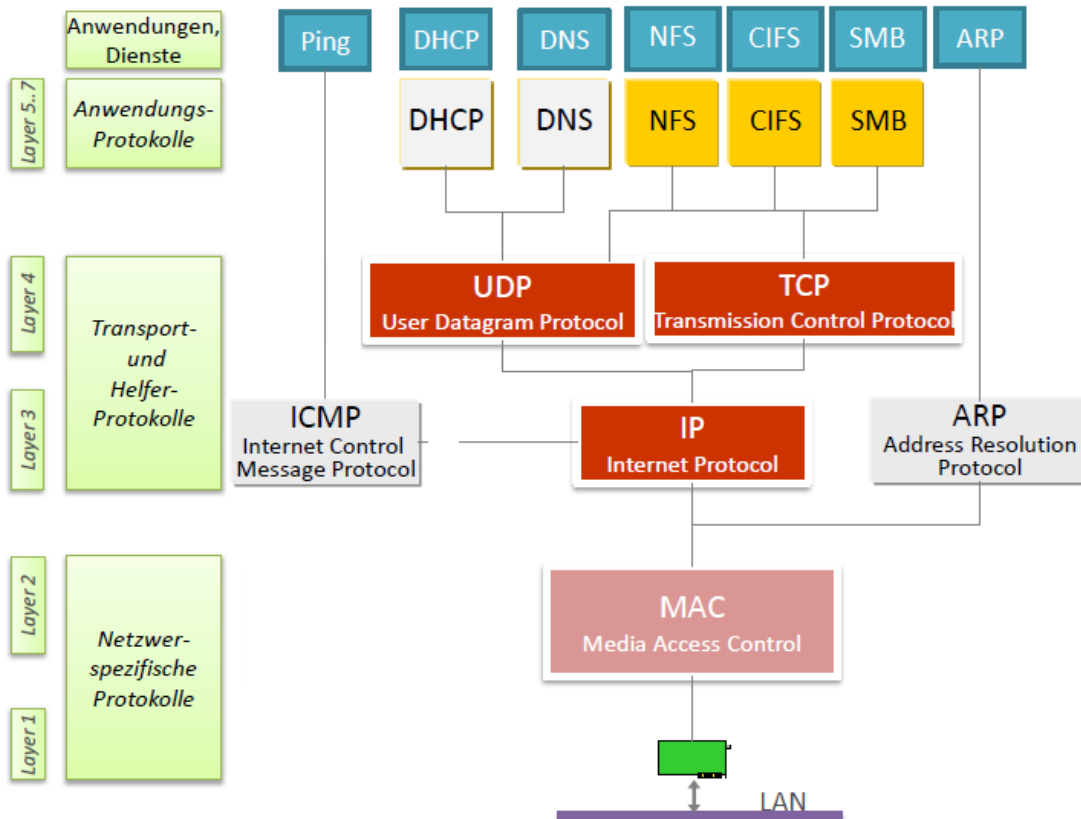 Anwendungen,
Dienste
Ping
DHCP
DNS
NFS
CIFS
SMB
ARP
Layer 5..7
Anwendungs-
Protokolle
DHCP
DNS
NFS
CIFS
SMB
Layer 4
Transport-
und
Helfer-
Protokolle
UDP
User Datagram Protocol
TCP
Transmission Control Protocol
Layer 3
ICMP
Internet Control
Message Protocol
IP
Internet Protocol
ARP
Address Resolution
Protocol
Layer 2
Netzwer-
spezifische
Protokolle
MAC
Media Access Control
Layer 1
LAN